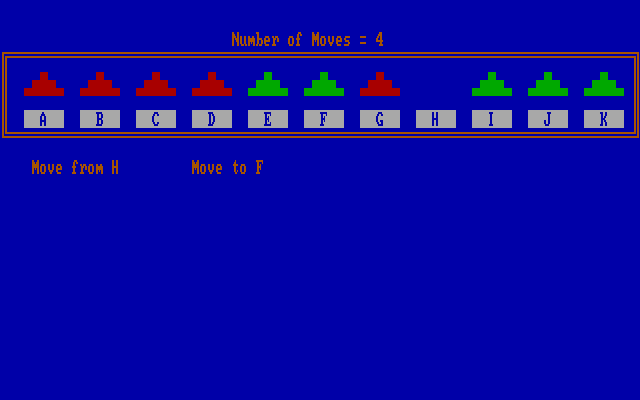 Number of Moves = 4
A B C D E F G H I J K
Move from H Move to F